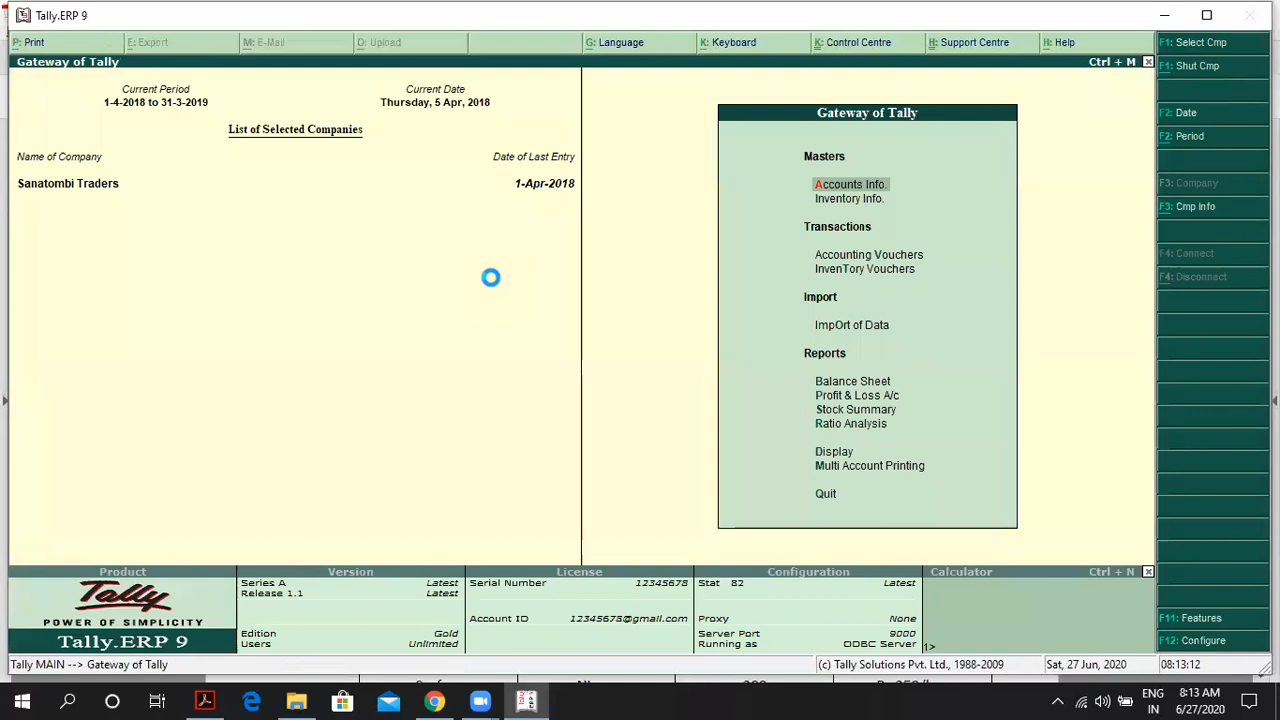 Tally.ERP 9
P: Print
E: Export
M: E-Mail
O: Upload
G: Language
K: Keyboard
K: Control Centre
H: Support Centre
H: Help
F1: Select Cmp
F1: Shut Cmp
F2: Date
F2: Period
F3: Company
F3: Cmp Info
F4: Connect
F4: Disconnect
F11: Features
F12: Configure
Gateway of Tally
Ctrl + M
Current Period
1-4-2018 to 31-3-2019
Current Date
Thursday, 5 Apr, 2018
List of Selected Companies
Name of Company
Date of Last Entry
Sanatombi Traders
1-Apr-2018
Gateway of Tally
Masters
Accounts Info.
Inventory Info.
Transactions
Accounting Vouchers
InvenTory Vouchers
Import
ImpOrt of Data
Reports
Balance Sheet
Profit & Loss A/c
Stock Summary
Ratio Analysis
Display
Multi Account Printing
Quit
Product
Tally
POWER OF SIMPLICITY
Tally.ERP 9
Version
Series A Latest
Release 1.1 Latest
Edition Gold
Users Unlimited
License
Serial Number 12345678
Account ID 12345678@gmail.com
Configuration
Stat 82 Latest
Proxy None
Server Port 9000
Running as ODBC Server
Calculator
Ctrl + N
1>
Tally MAIN --> Gateway of Tally
(c) Tally Solutions Pvt. Ltd., 1988-2009
Sat, 27 Jun, 2020
08:13:12
ENG
IN
8:13 AM
6/27/2020